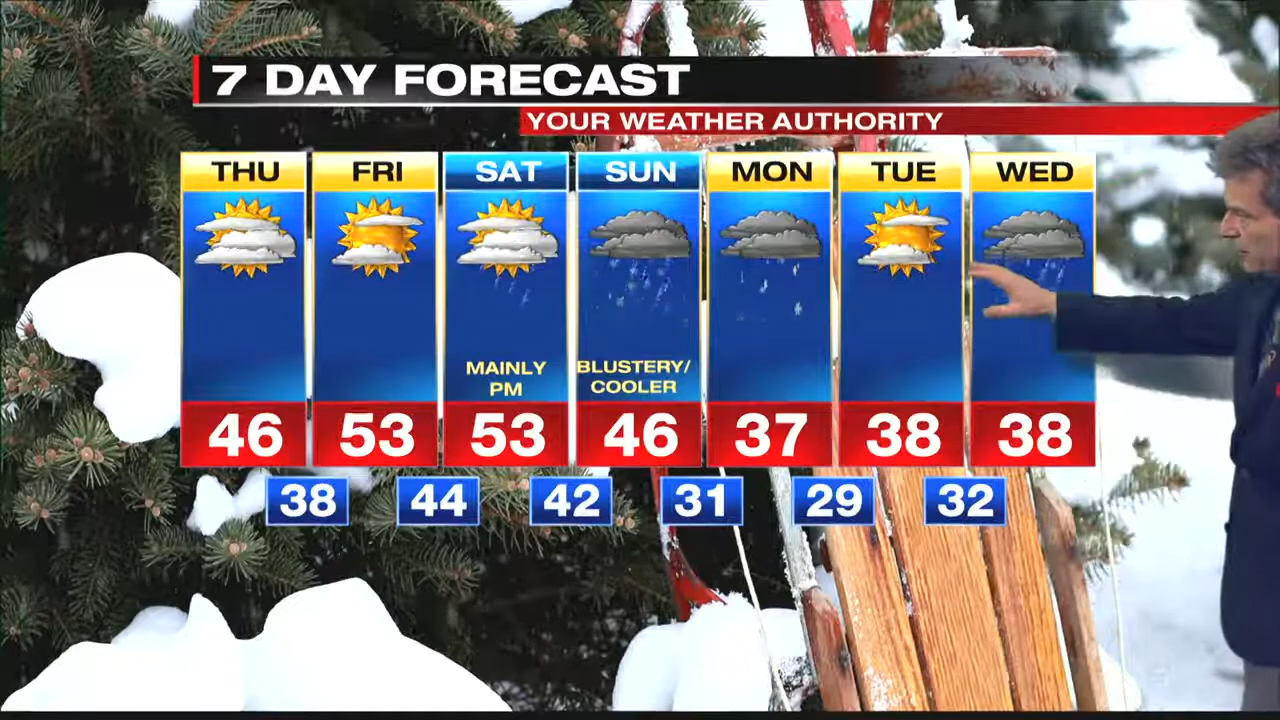 7 DAY FORECAST
YOUR WEATHER AUTHORITY
THU FRI SAT SUN MON TUE WED
MAINLY PM
BLUSTERY/ COOLER
46 53 53 46 37 38 38
38 44 42 31 29 32